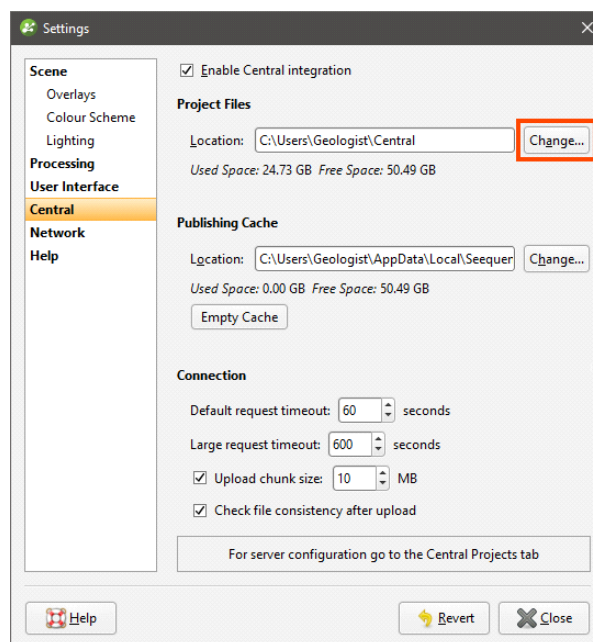 Settings
Scene
Overlays
Colour Scheme
Lighting
Processing
User Interface
Central
Network
Help
Enable Central integration
Project Files
Location: C:\Users\Geologist\Central Change...
Used Space: 24.73 GB Free Space: 50.49 GB
Publishing Cache
Location: C:\Users\Geologist\AppData\Local\Seequer Change...
Used Space: 0.00 GB Free Space: 50.49 GB
Empty Cache
Connection
Default request timeout: 60 seconds
Large request timeout: 600 seconds
Upload chunk size: 10 MB
Check file consistency after upload
For server configuration go to the Central Projects tab
Help Revert Close